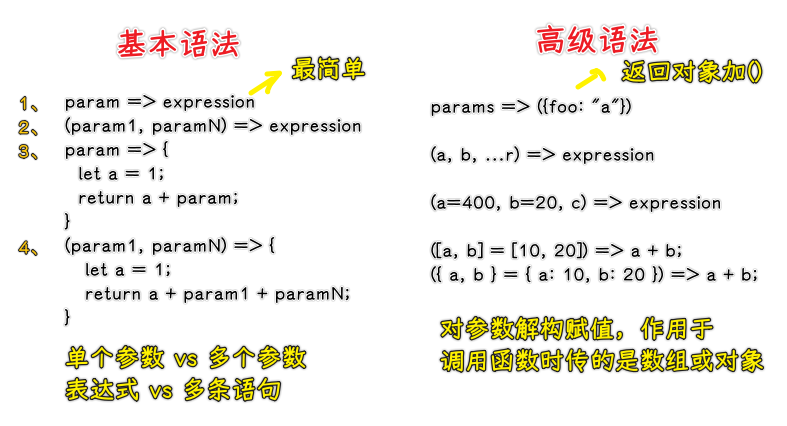 基本语法
最简单
1、 param => expression
2、 (param1, paramN) => expression
3、 param => {
let a = 1;
return a + param;
}
4、 (param1, paramN) => {
let a = 1;
return a + param1 + paramN;
}
单个参数 vs 多个参数
表达式 vs 多条语句
高级语法
返回对象加()
params => ({foo: "a"})
(a, b, ...r) => expression
(a=400, b=20, c) => expression
([a, b] = [10, 20]) => a + b;
({ a, b } = { a: 10, b: 20 }) => a + b;
对参数解构赋值，作用于
调用函数时传的是数组或对象